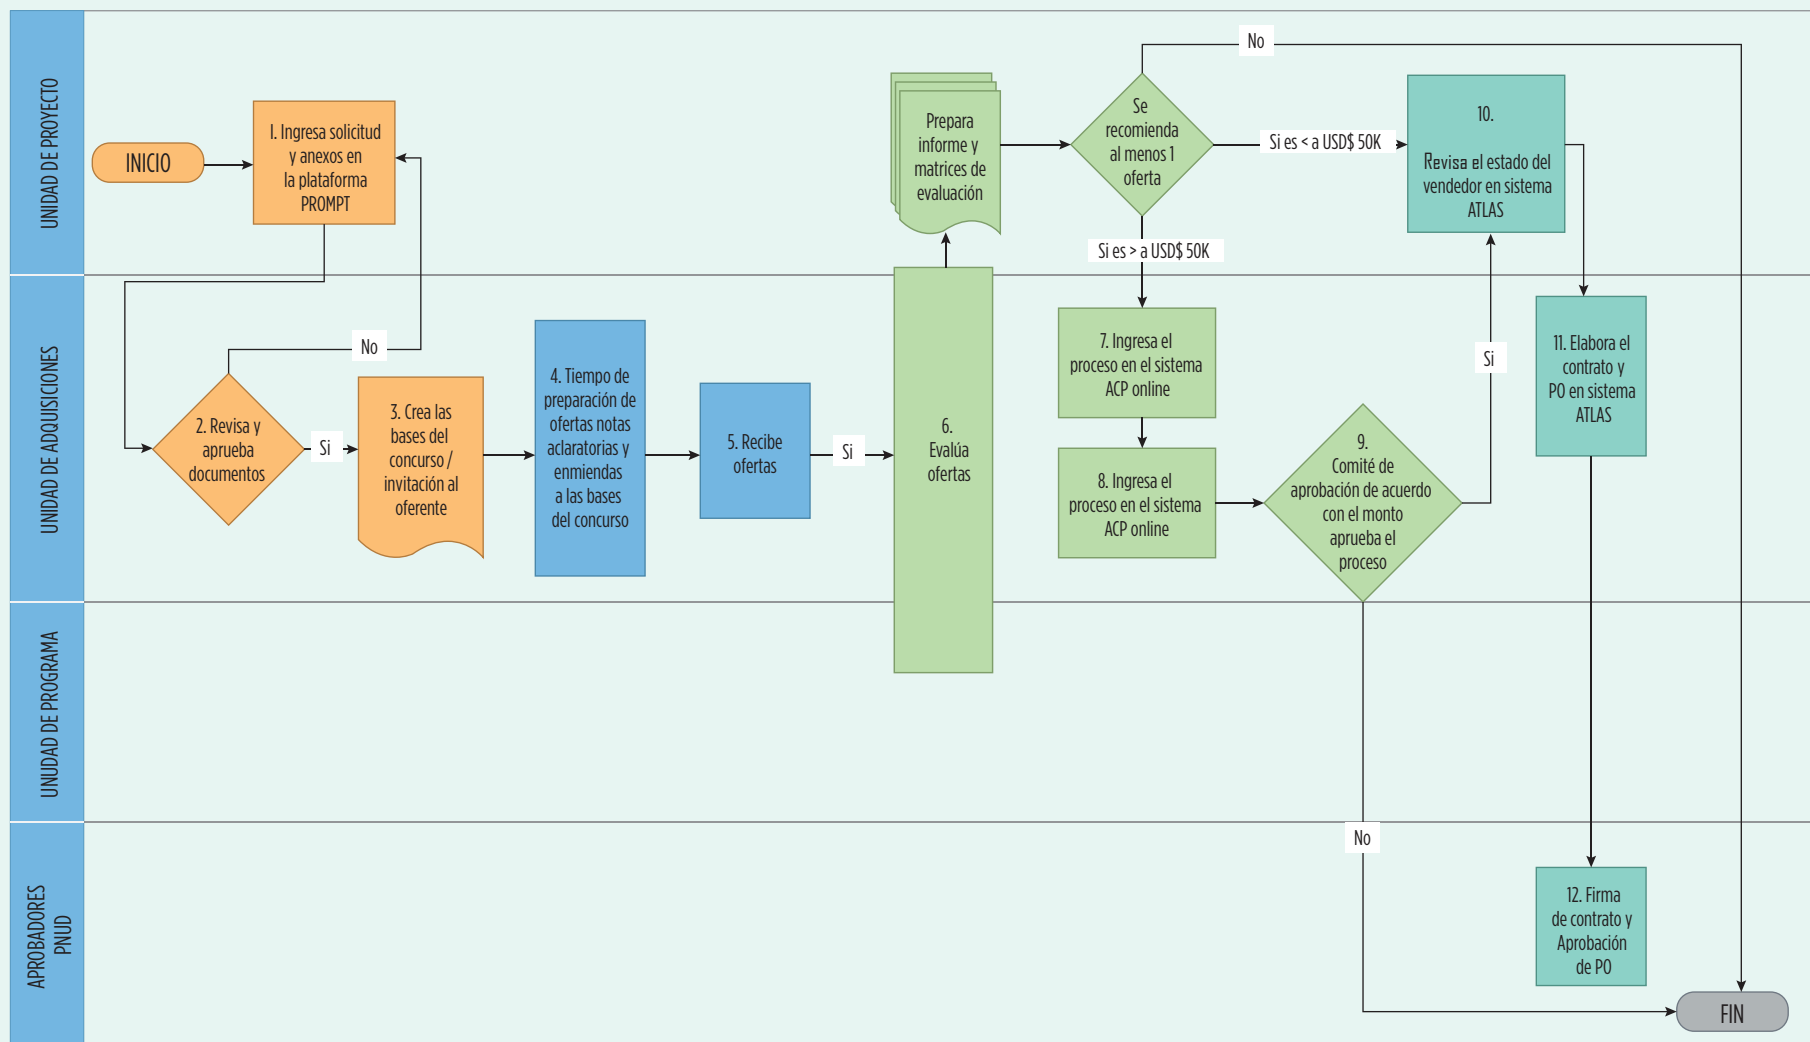 UNIDAD DE PROYECTO
INICIO
1. Ingresa solicitud
y anexos en
la plataforma
PROMPT
Prepara
informe y
matrices de
evaluación
Se
recomienda
al menos 1
oferta
No
Si es < a USD$ 50K
Si es > a USD$ 50K
10.
Revisa el estado del
vendedor en sistema
ATLAS
UNIDAD DE ADQUISICIONES
2. Revisa y
aprueba
documentos
No
Si
3. Crea las
bases del
concurso /
invitación al
oferente
4. Tiempo de
preparación de
ofertas notas
aclaratorias y
enmiendas
a las bases
del concurso
5. Recibe
ofertas
Si
6.
Evalúa
ofertas
7. Ingresa el
proceso en el sistema
ACP online
8. Ingresa el
proceso en el sistema
ACP online
9.
Comité de
aprobación de acuerdo
con el monto
aprueba el
proceso
Si
11. Elabora el
contrato y
PO en sistema
ATLAS
UNUDAD DE PROGRAMA
APROBADORES
PNUD
No
12. Firma
de contrato y
Aprobación
de PO
FIN